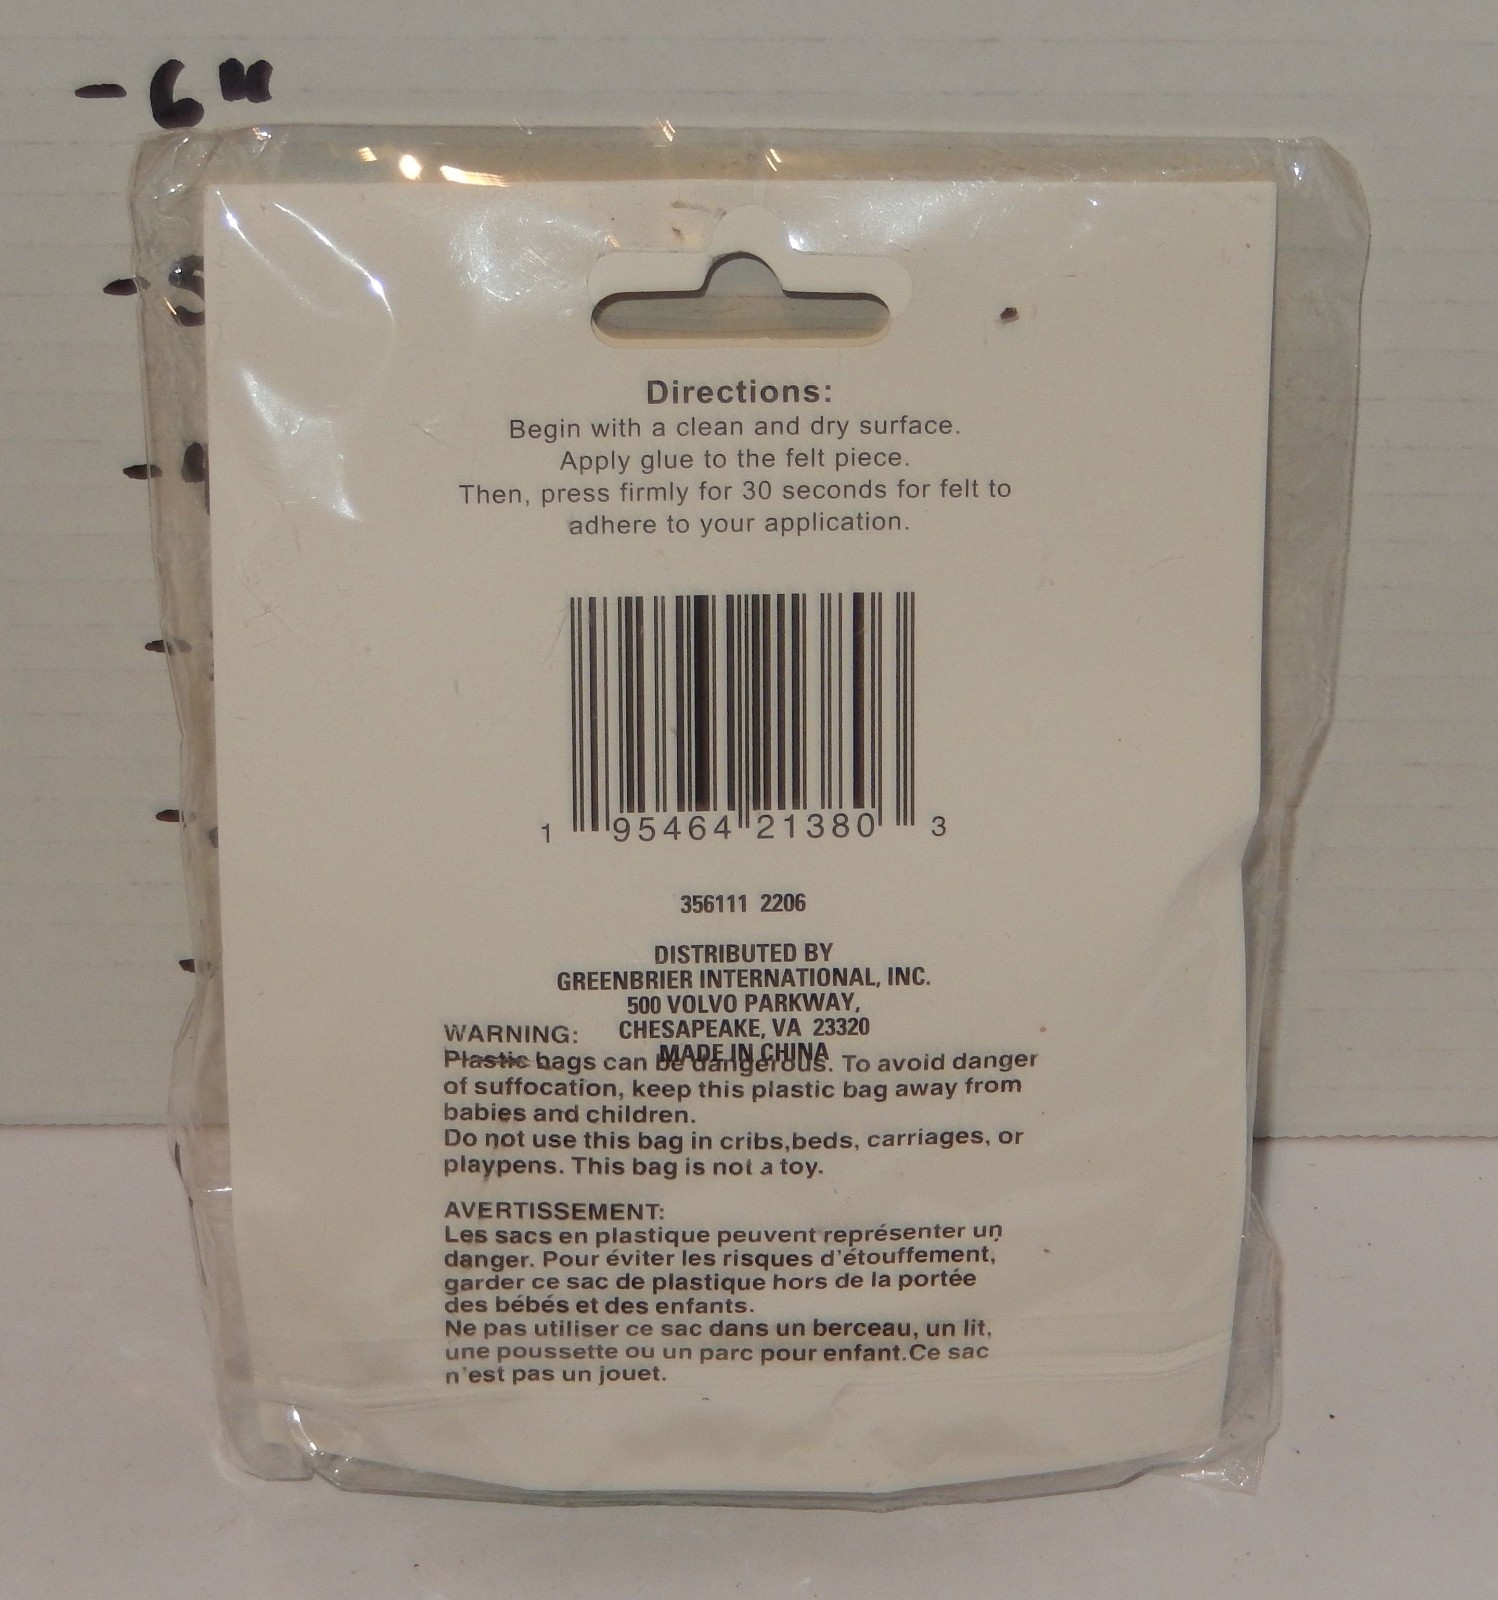 - 6"
- 5
Directions:
Begin with a clean and dry surface.
Apply glue to the felt piece.
Then, press firmly for 30 seconds for felt to
adhere to your application.
1 95464 21380 3
356111 2206
DISTRIBUTED BY
GREENBRIER INTERNATIONAL, INC.
500 VOLVO PARKWAY,
CHESAPEAKE, VA 23320
MADE IN CHINA
WARNING:
Plastic bags can be dangerous. To avoid danger
of suffocation, keep this plastic bag away from
babies and children.
Do not use this bag in cribs,beds, carriages, or
playpens. This bag is not a toy.
AVERTISSEMENT:
Les sacs en plastique peuvent représenter un
danger. Pour éviter les risques d'étouffement,
garder ce sac de plastique hors de la portée
des bébés et des enfants.
Ne pas utiliser ce sac dans un berceau, un lit,
une poussette ou un parc pour enfant.Ce sac
n'est pas un jouet.